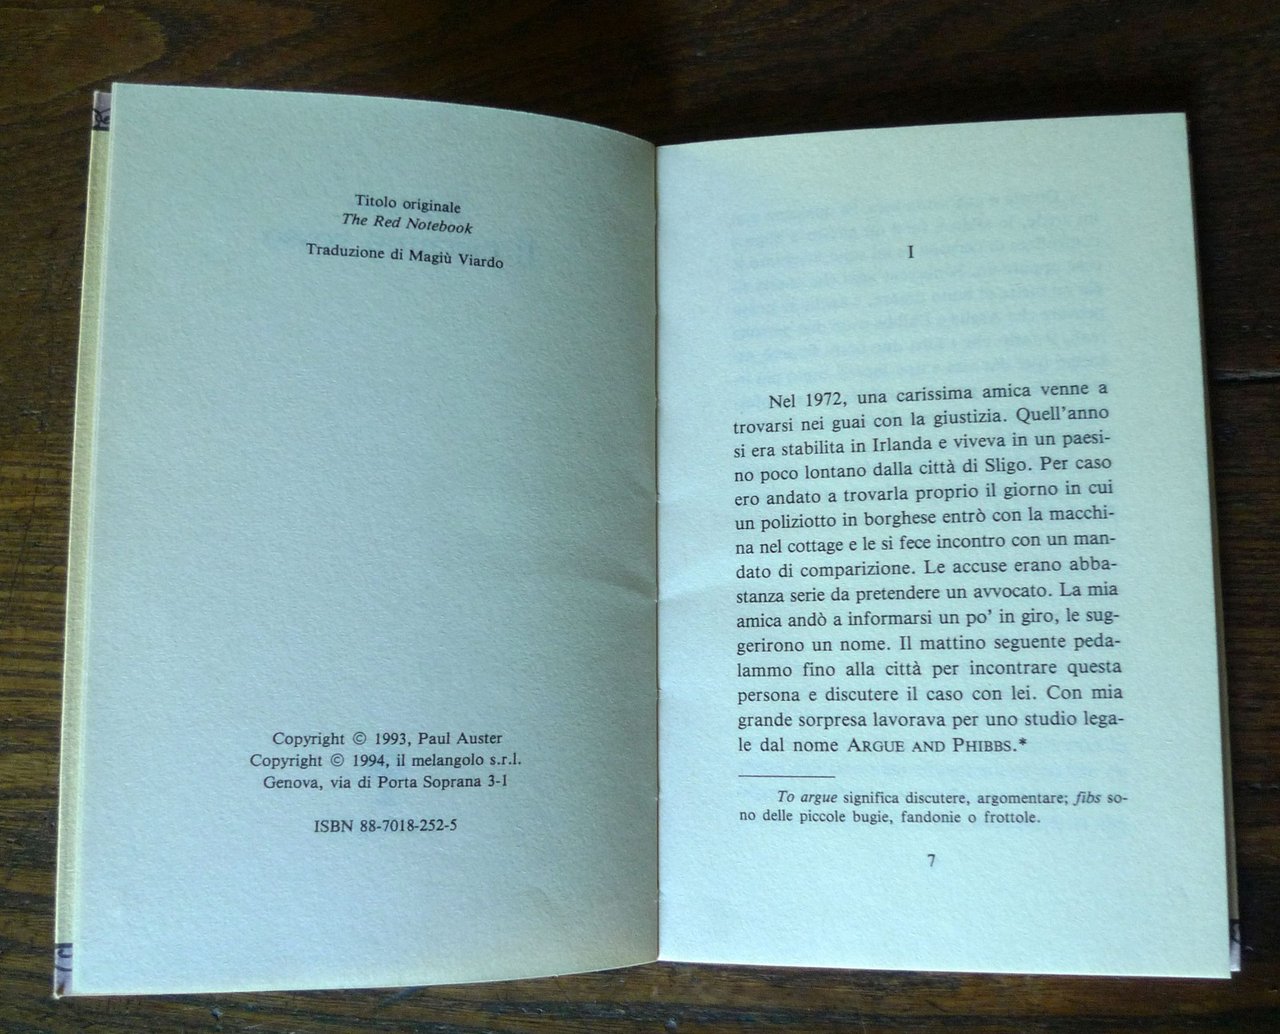 Titolo originale
The Red Notebook
Traduzione di Magiù Viardo
Copyright © 1993, Paul Auster
Copyright © 1994, il melangolo s.r.l.
Genova, via di Porta Soprana 3-1
ISBN 88-7018-252-5
I
Nel 1972, una carissima amica venne a
trovarsi nei guai con la giustizia. Quell'anno
si era stabilita in Irlanda e viveva in un paesi-
no poco lontano dalla città di Sligo. Per caso
ero andato a trovarla proprio il giorno in cui
un poliziotto in borghese entrò con la macchi-
na nel cottage e le si fece incontro con un man-
dato di comparizione. Le accuse erano abba-
stanza serie da pretendere un avvocato. La mia
amica andò a informarsi un po' in giro, le sug-
gerirono un nome. Il mattino seguente peda-
lammo fino alla città per incontrare questa
persona e discutere il caso con lei. Con mia
grande sorpresa lavorava per uno studio lega-
le dal nome ARGUE AND PHIBBS.*
To argue significa discutere, argomentare; fibs so-
no delle piccole bugie, fandonie o frottole.
7